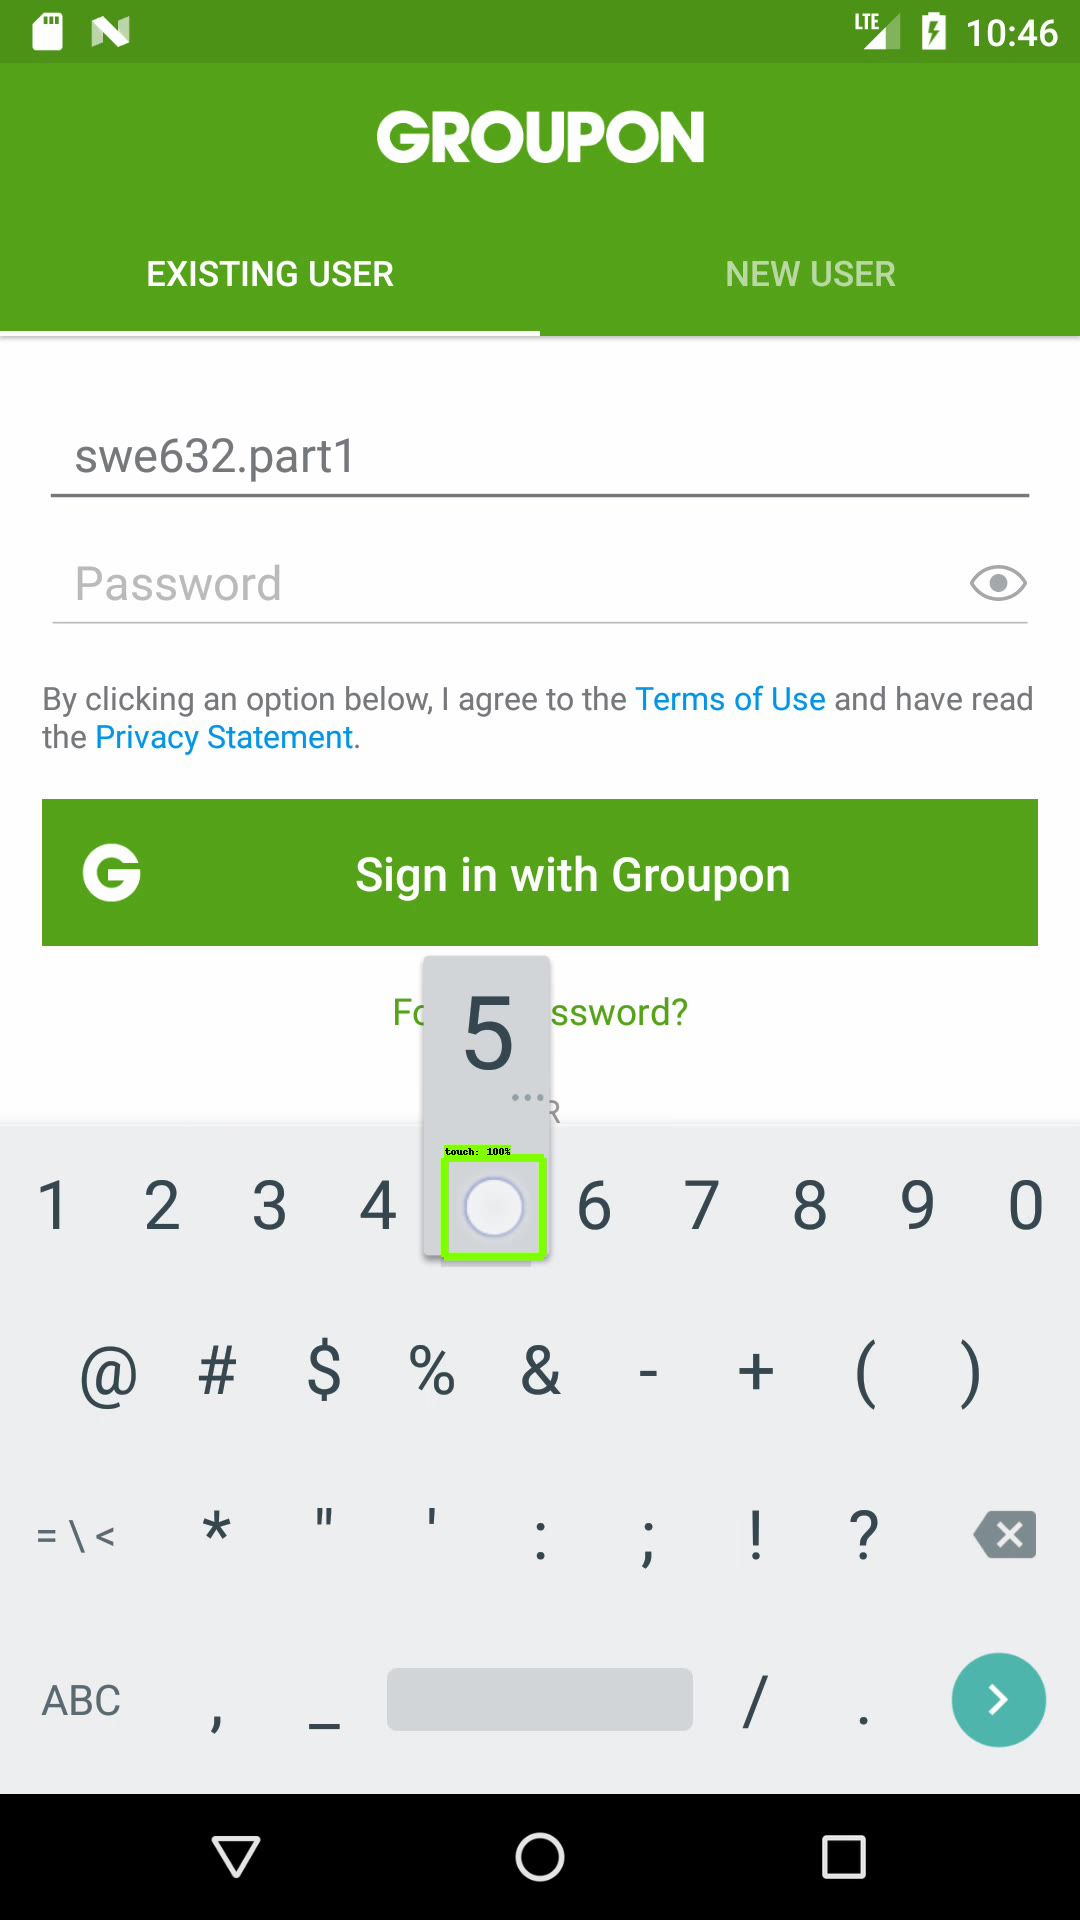 LTE 10:46
GROUPON
EXISTING USER NEW USER
swe632.part1
Password
By clicking an option below, I agree to the Terms of Use and have read
the Privacy Statement.
G Sign in with Groupon
5
Fo ssword?
R
touch: 100%
1 2 3 4 6 7 8 9 0
@ # $ % & - + ( )
= \ < * " ' : ; ! ?
ABC , _ / .